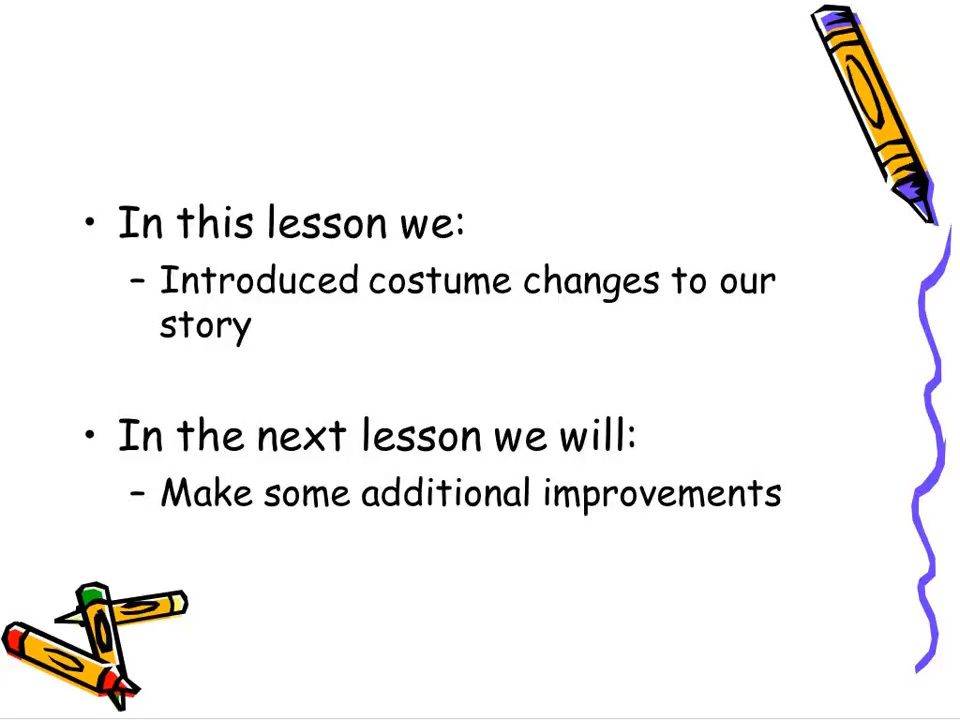 • In this lesson we:
– Introduced costume changes to our
story
• In the next lesson we will:
– Make some additional improvements